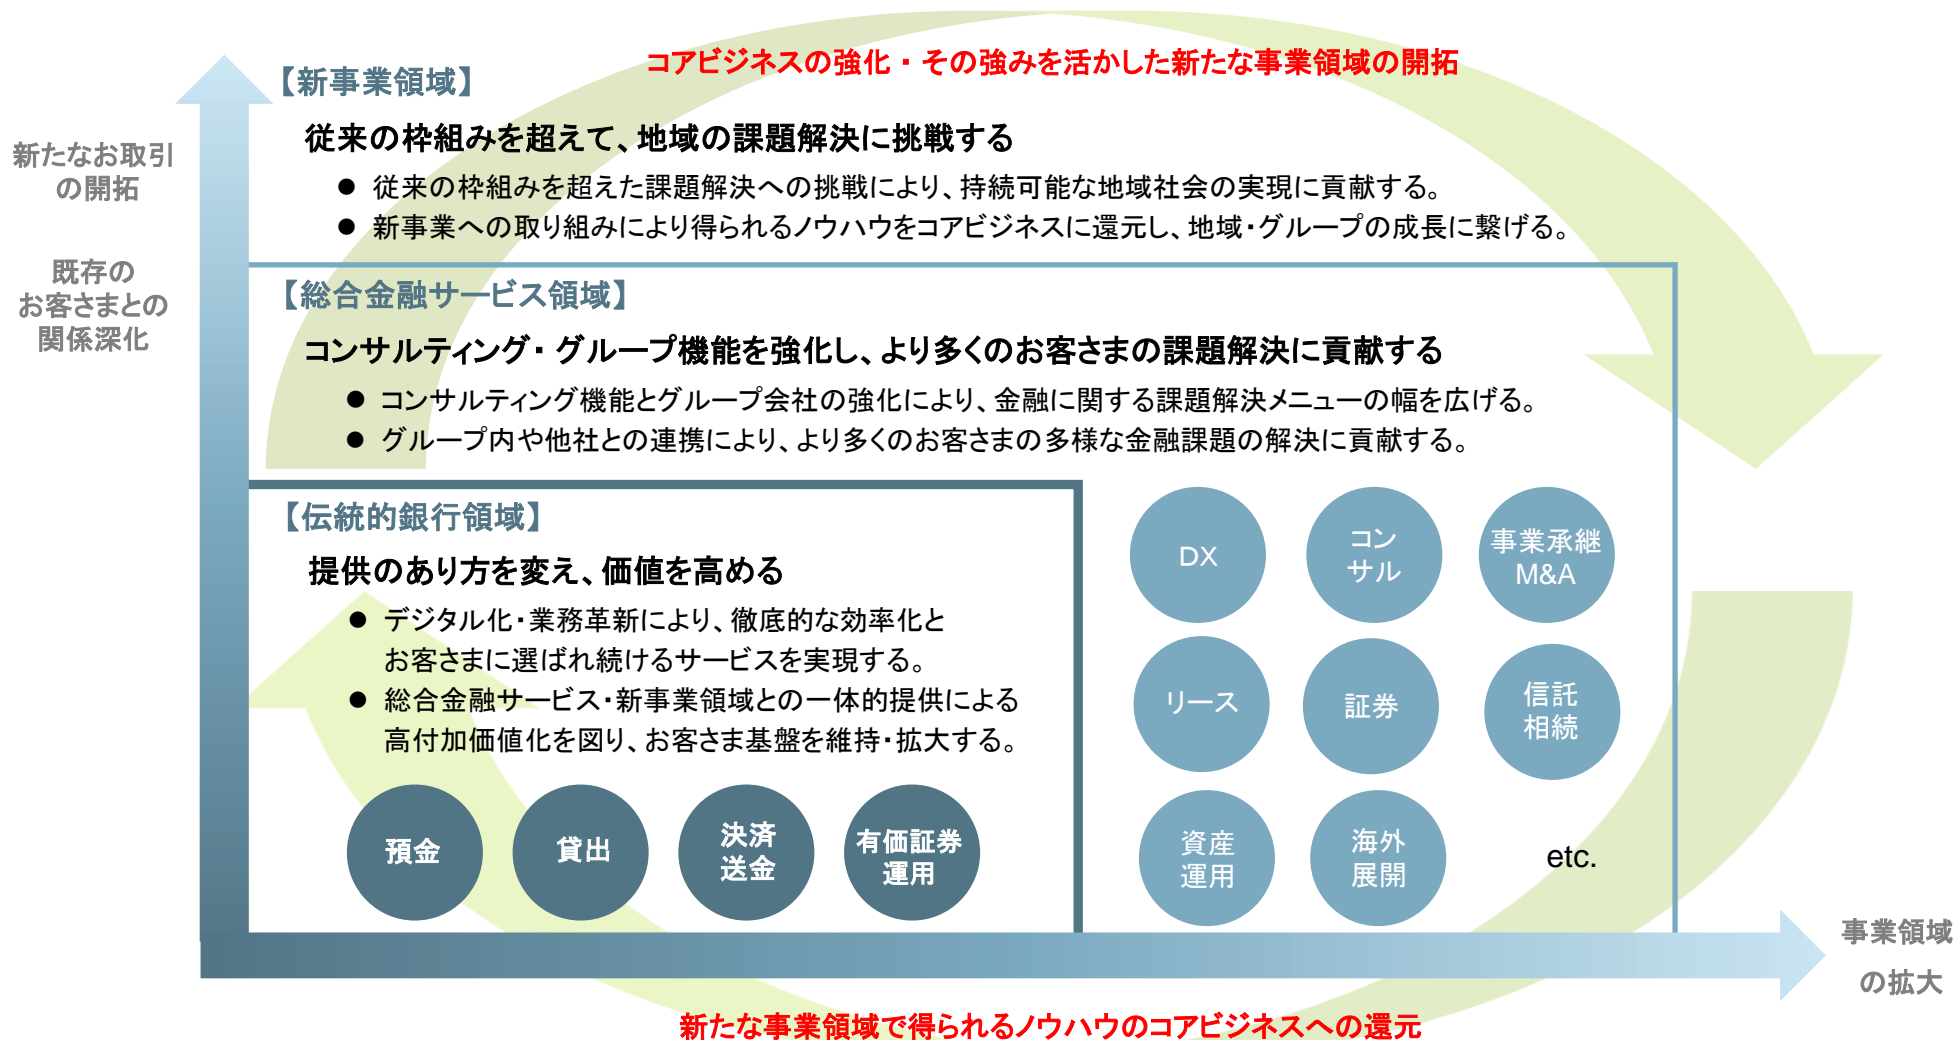 コアビジネスの強化・その強みを活かした新たな事業領域の開拓
【新事業領域】
従来の枠組みを超えて、地域の課題解決に挑戦する
● 従来の枠組みを超えた課題解決への挑戦により、持続可能な地域社会の実現に貢献する。
● 新事業への取り組みにより得られるノウハウをコアビジネスに還元し、地域・グループの成長に繋げる。
新たなお取引
の開拓
既存の
お客さまとの
関係深化
【総合金融サービス領域】
コンサルティング・グループ機能を強化し、より多くのお客さまの課題解決に貢献する
● コンサルティング機能とグループ会社の強化により、金融に関する課題解決メニューの幅を広げる。
● グループ内や他社との連携により、より多くのお客さまの多様な金融課題の解決に貢献する。
【伝統的銀行領域】
提供のあり方を変え、価値を高める
● デジタル化・業務革新により、徹底的な効率化と
お客さまに選ばれ続けるサービスを実現する。
● 総合金融サービス・新事業領域との一体的提供による
高付加価値化を図り、お客さま基盤を維持・拡大する。
預金
貸出
決済
送金
有価証券
運用
DX
コン
サル
事業承継
M&A
リース
証券
信託
相続
資産
運用
海外
展開
etc.
事業領域
の拡大
新たな事業領域で得られるノウハウのコアビジネスへの還元